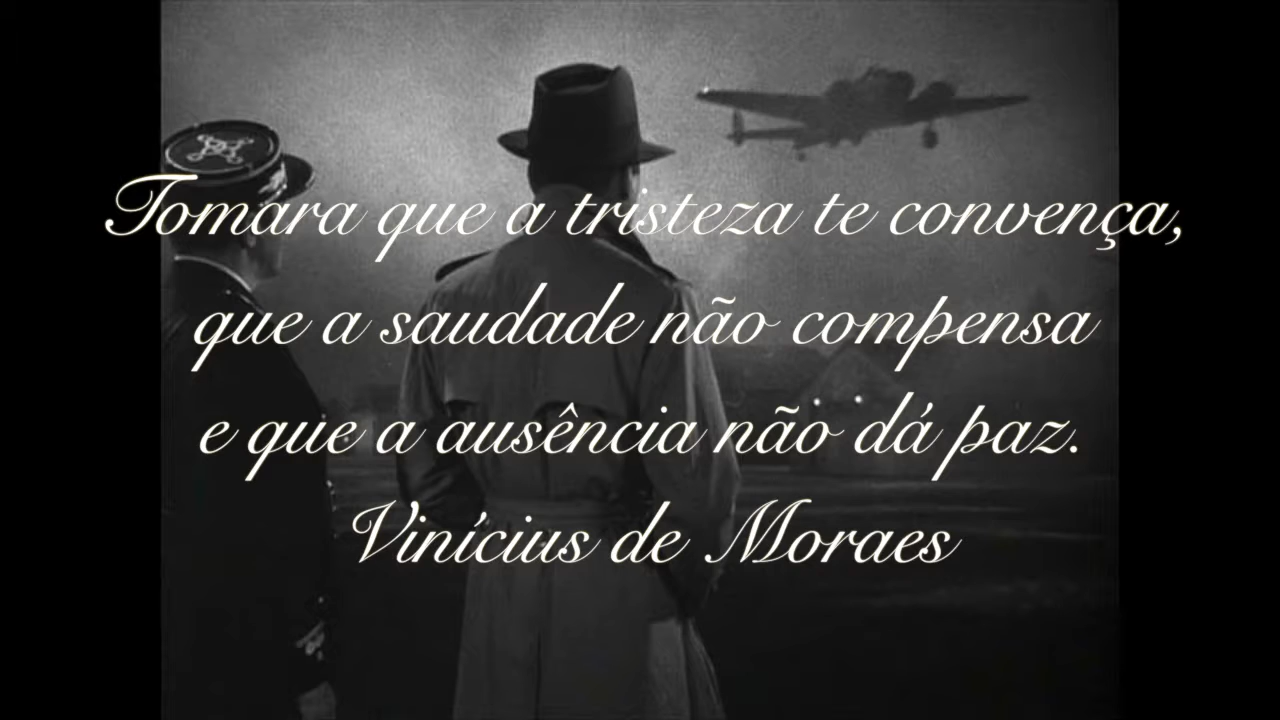 Tomara que a tristeza te convença,
que a saudade não compensa
e que a ausência não dá paz.
Vinícius de Moraes